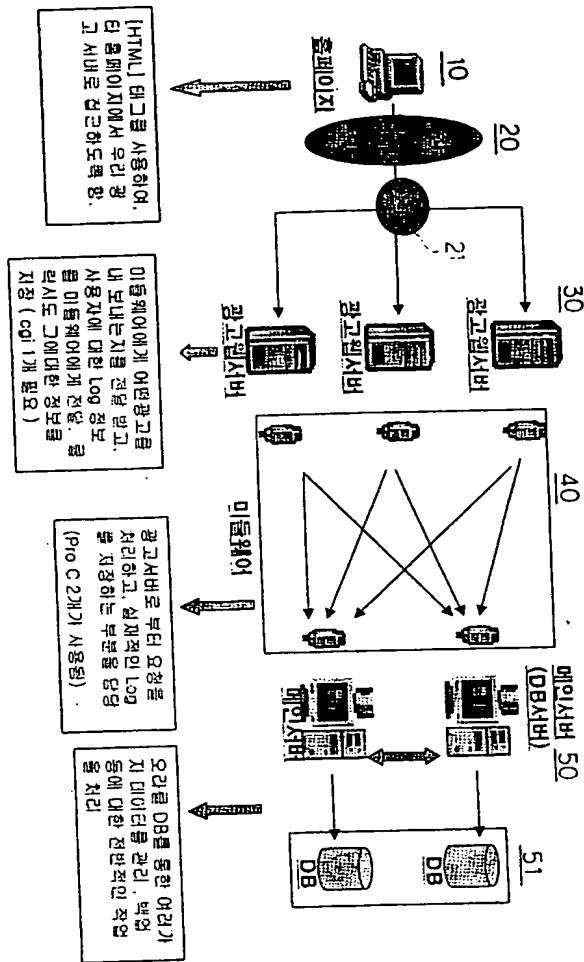 10
홈페이지
20
21
30
광고웹서버
광고웹서버
광고웹서버
40
미들웨어
메인서버
(DB서버)
50
메인서버
51
DB
DB
[HTML] 태그를 사용하여,
타 홈페이지에서 우리 광
고 서버로 접근하도록 함.
미들웨어에게 어떤광고를
내 보내는지를 전달 받고,
사용자에 대한 Log 정보
를 미들웨어에게 전달. 클
릭시도 그에대한 정보를
저장 ( cgi 1개 필요 )
광고서버로 부터 요청을
처리하고, 실제적인 Log
를 저장하는 부분을 담당
(Pro C 2개가 사용됨)
오라클 DB를 통한 여러가
지 데이터를 관리, 백업
등에 대한 전반적인 작업
을 처리